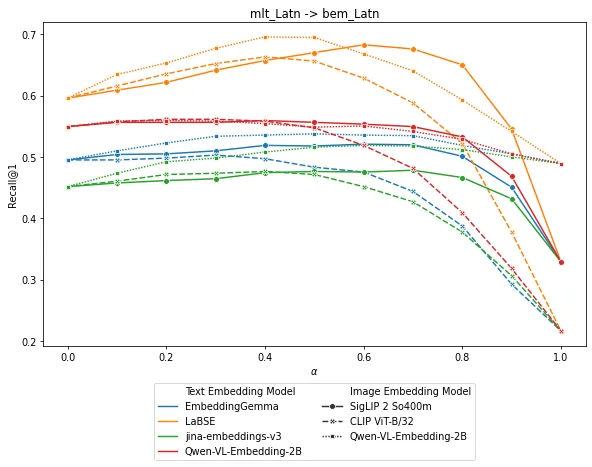 mlt_Latn -> bem_Latn
Recall@1
0.7
0.6
0.5
0.4
0.3
0.2
0.0 0.2 0.4 0.6 0.8 1.0
α
Text Embedding Model Image Embedding Model
EmbeddingGemma SigLIP 2 So400m
LaBSE CLIP ViT-B/32
jina-embeddings-v3 Qwen-VL-Embedding-2B
Qwen-VL-Embedding-2B